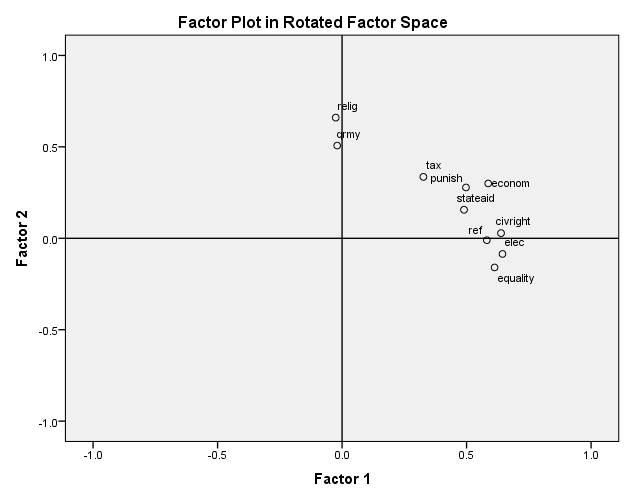 Factor Plot in Rotated Factor Space
1.0
relig
army
0.5
tax
punish
econom
stateaid
civright
ref
0.0
elec
equality
Factor 2
-0.5
-1.0
-1.0 -0.5 0.0 0.5 1.0
Factor 1